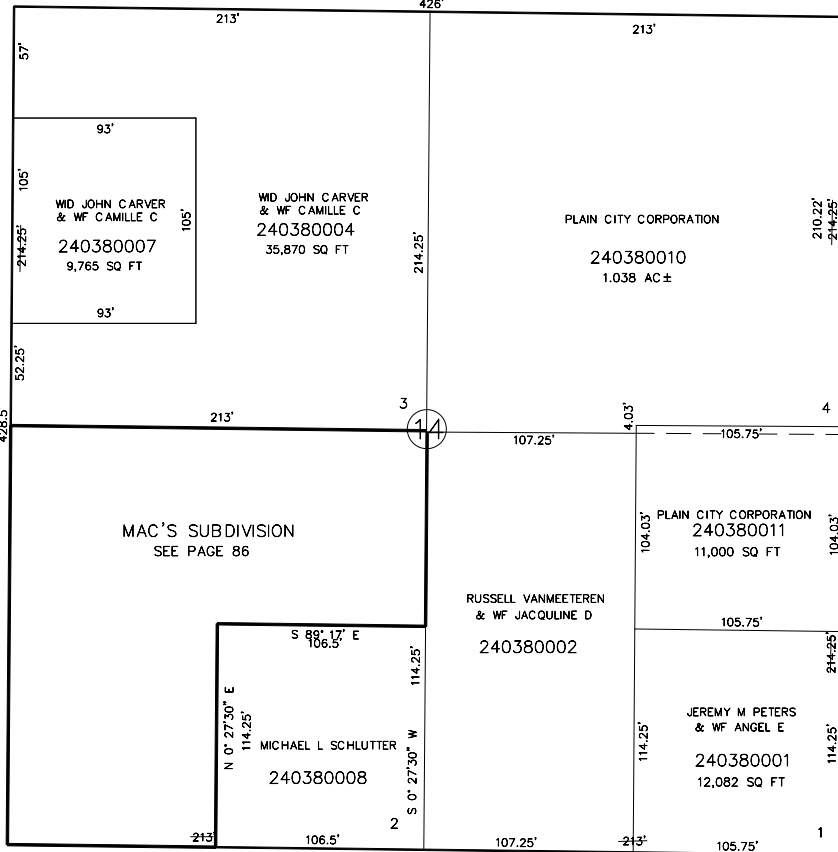 426'
213'
213'
57'
93'
105'
WID JOHN CARVER
& WF CAMILLE C
240380007
9,765 SQ FT
105'
214.25'
93'
52.25'
WID JOHN CARVER
& WF CAMILLE C
240380004
35,870 SQ FT
214.25'
PLAIN CITY CORPORATION
240380010
1.038 AC±
210.22'
214.25'
428.5
213'
3
14
4
107.25'
4.03'
105.75'
MAC'S SUBDIVISION
SEE PAGE 86
PLAIN CITY CORPORATION
240380011
11,000 SQ FT
104.03'
104.03'
105.75'
RUSSELL VANMEETEREN
& WF JACQULINE D
240380002
S 89° 17' E
106.5'
114.25'
214.25'
N 0° 27'30" E
114.25'
MICHAEL L SCHLUTTER
240380008
S 0° 27'30" W
JEREMY M PETERS
& WF ANGEL E
240380001
12,082 SQ FT
114.25'
114.25'
2
1
213'
106.5'
107.25'
213'
105.75'